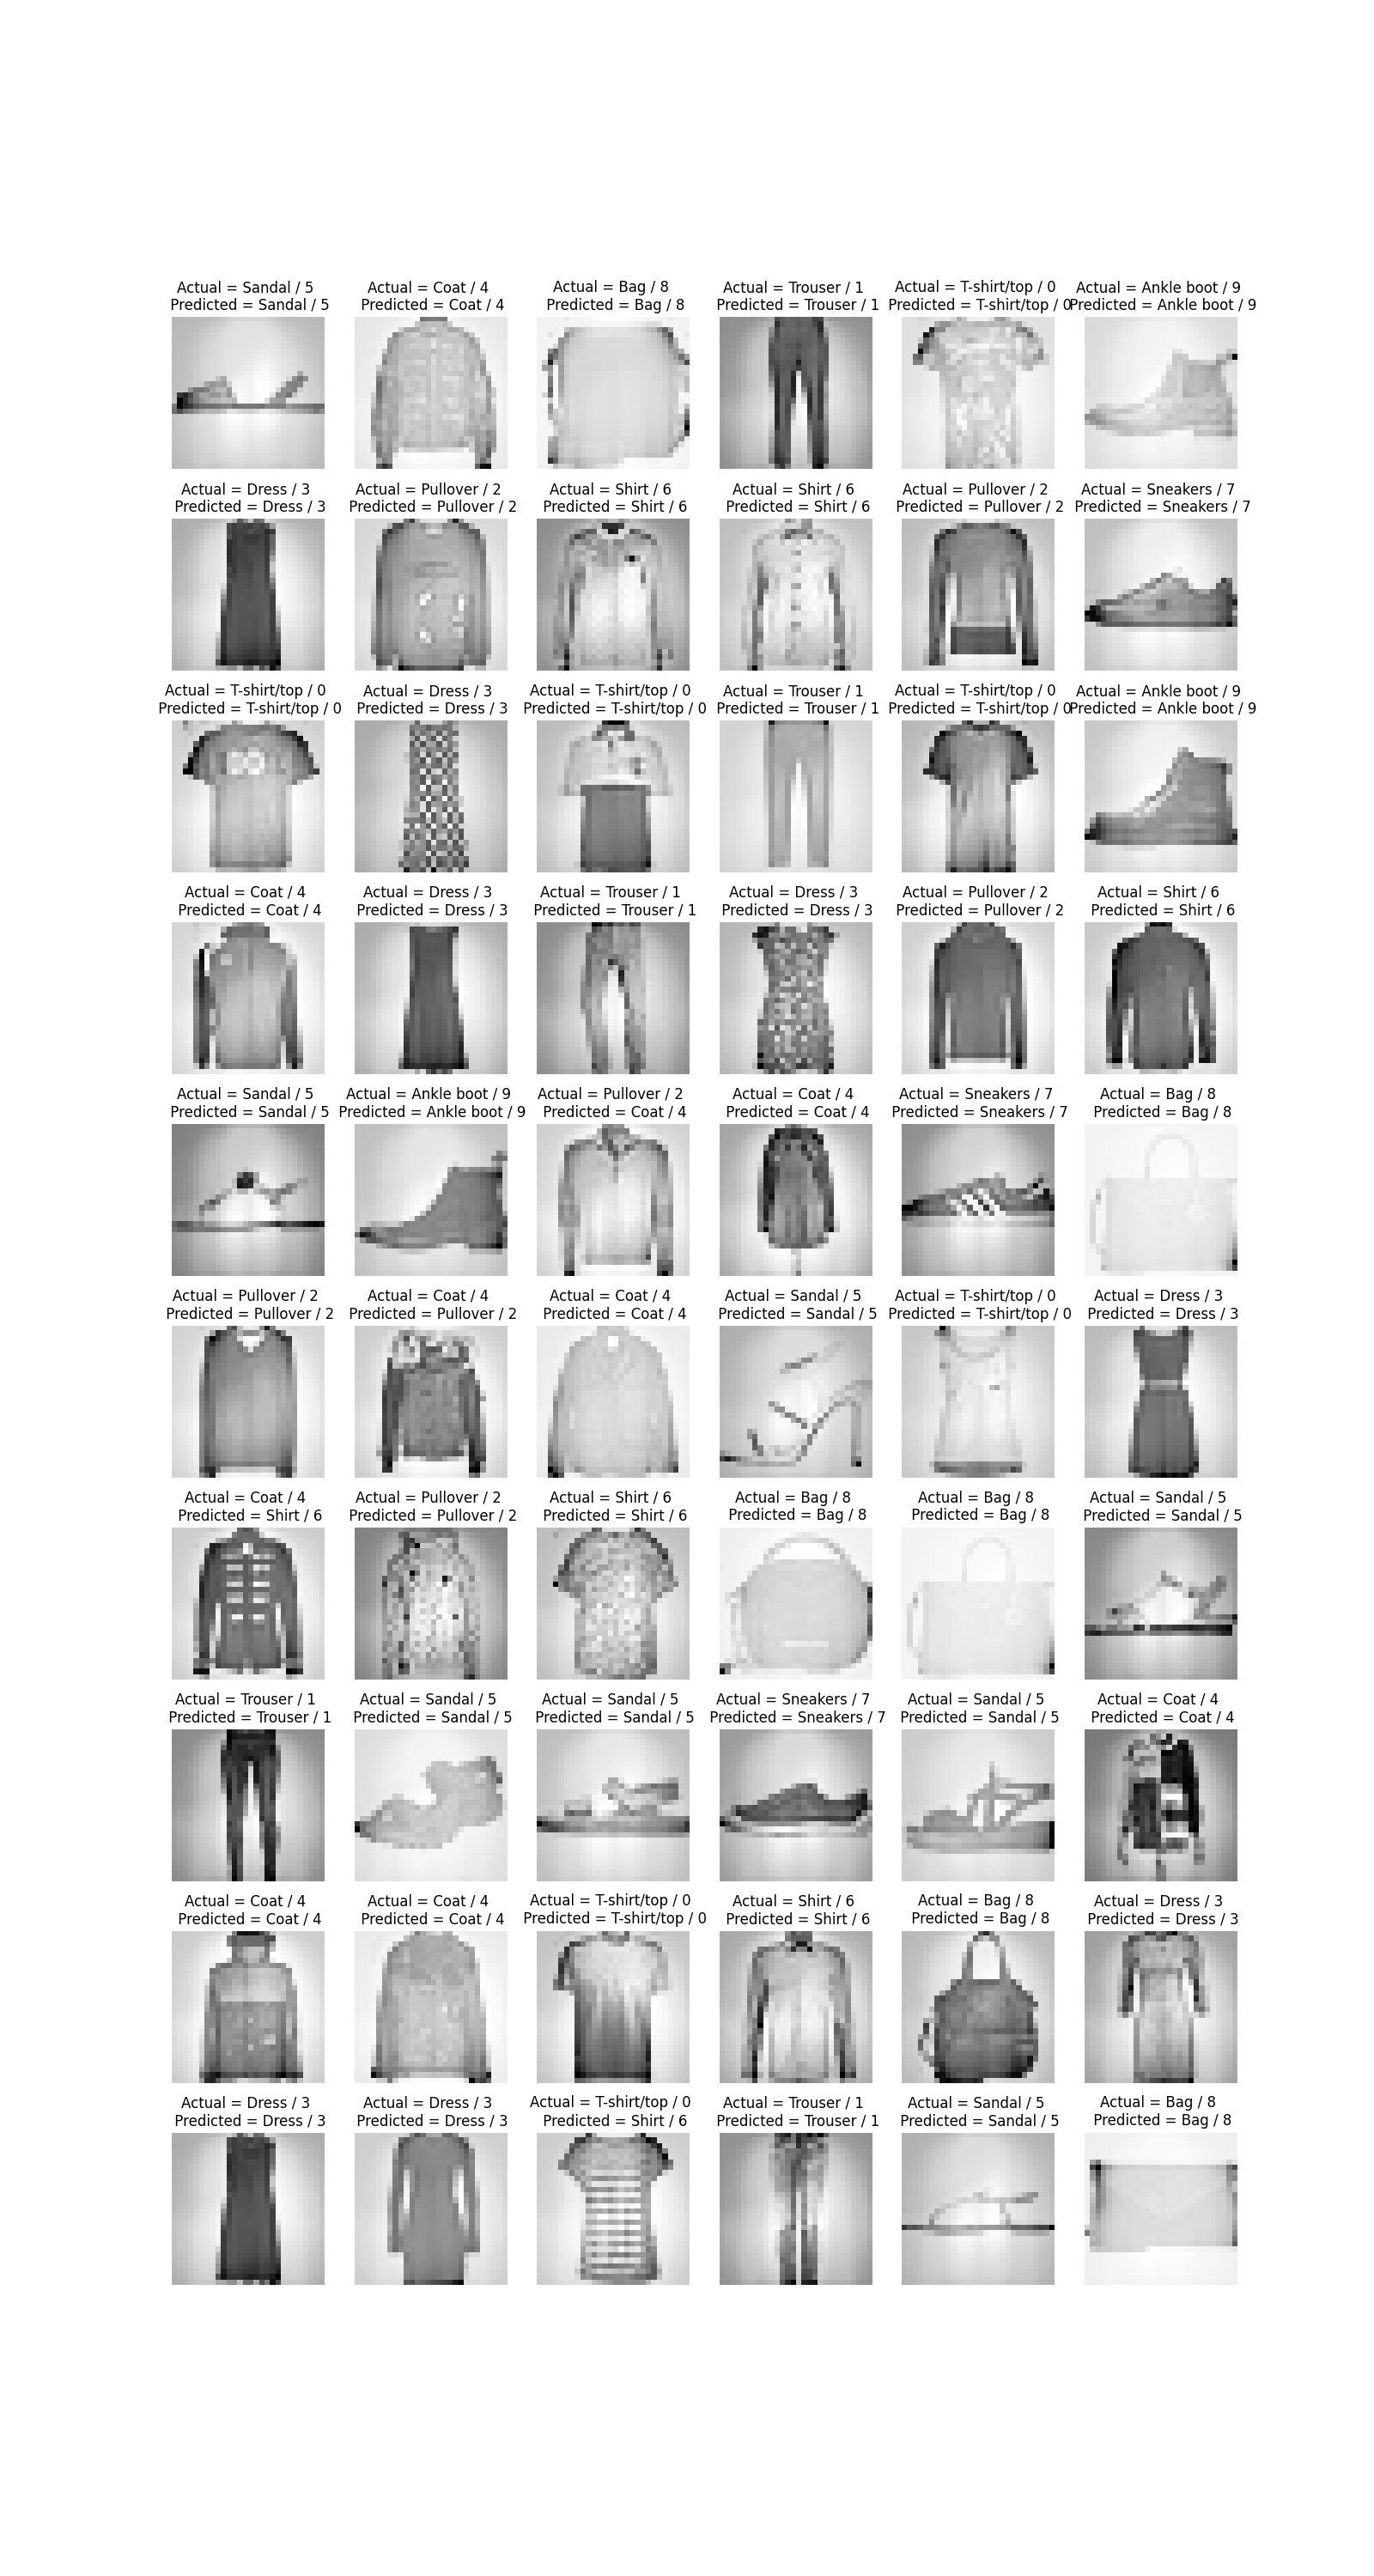 Actual = Sandal / 5
Predicted = Sandal / 5
Actual = Coat / 4
Predicted = Coat / 4
Actual = Bag / 8
Predicted = Bag / 8
Actual = Trouser / 1
Predicted = Trouser / 1
Actual = T-shirt/top / 0
Predicted = T-shirt/top / 0
Actual = Ankle boot / 9
Predicted = Ankle boot / 9
Actual = Dress / 3
Predicted = Dress / 3
Actual = Pullover / 2
Predicted = Pullover / 2
Actual = Shirt / 6
Predicted = Shirt / 6
Actual = Shirt / 6
Predicted = Shirt / 6
Actual = Pullover / 2
Predicted = Pullover / 2
Actual = Sneakers / 7
Predicted = Sneakers / 7
Actual = T-shirt/top / 0
Predicted = T-shirt/top / 0
Actual = Dress / 3
Predicted = Dress / 3
Actual = T-shirt/top / 0
Predicted = T-shirt/top / 0
Actual = Trouser / 1
Predicted = Trouser / 1
Actual = T-shirt/top / 0
Predicted = T-shirt/top / 0
Actual = Ankle boot / 9
Predicted = Ankle boot / 9
Actual = Coat / 4
Predicted = Coat / 4
Actual = Dress / 3
Predicted = Dress / 3
Actual = Trouser / 1
Predicted = Trouser / 1
Actual = Dress / 3
Predicted = Dress / 3
Actual = Pullover / 2
Predicted = Pullover / 2
Actual = Shirt / 6
Predicted = Shirt / 6
Actual = Sandal / 5
Predicted = Sandal / 5
Actual = Ankle boot / 9
Predicted = Ankle boot / 9
Actual = Pullover / 2
Predicted = Coat / 4
Actual = Coat / 4
Predicted = Coat / 4
Actual = Sneakers / 7
Predicted = Sneakers / 7
Actual = Bag / 8
Predicted = Bag / 8
Actual = Pullover / 2
Predicted = Pullover / 2
Actual = Coat / 4
Predicted = Pullover / 2
Actual = Coat / 4
Predicted = Coat / 4
Actual = Sandal / 5
Predicted = Sandal / 5
Actual = T-shirt/top / 0
Predicted = T-shirt/top / 0
Actual = Dress / 3
Predicted = Dress / 3
Actual = Coat / 4
Predicted = Shirt / 6
Actual = Pullover / 2
Predicted = Pullover / 2
Actual = Shirt / 6
Predicted = Shirt / 6
Actual = Bag / 8
Predicted = Bag / 8
Actual = Bag / 8
Predicted = Bag / 8
Actual = Sandal / 5
Predicted = Sandal / 5
Actual = Trouser / 1
Predicted = Trouser / 1
Actual = Sandal / 5
Predicted = Sandal / 5
Actual = Sandal / 5
Predicted = Sandal / 5
Actual = Sneakers / 7
Predicted = Sneakers / 7
Actual = Sandal / 5
Predicted = Sandal / 5
Actual = Coat / 4
Predicted = Coat / 4
Actual = Coat / 4
Predicted = Coat / 4
Actual = Coat / 4
Predicted = Coat / 4
Actual = T-shirt/top / 0
Predicted = T-shirt/top / 0
Actual = Shirt / 6
Predicted = Shirt / 6
Actual = Bag / 8
Predicted = Bag / 8
Actual = Dress / 3
Predicted = Dress / 3
Actual = Dress / 3
Predicted = Dress / 3
Actual = Dress / 3
Predicted = Dress / 3
Actual = T-shirt/top / 0
Predicted = Shirt / 6
Actual = Trouser / 1
Predicted = Trouser / 1
Actual = Sandal / 5
Predicted = Sandal / 5
Actual = Bag / 8
Predicted = Bag / 8